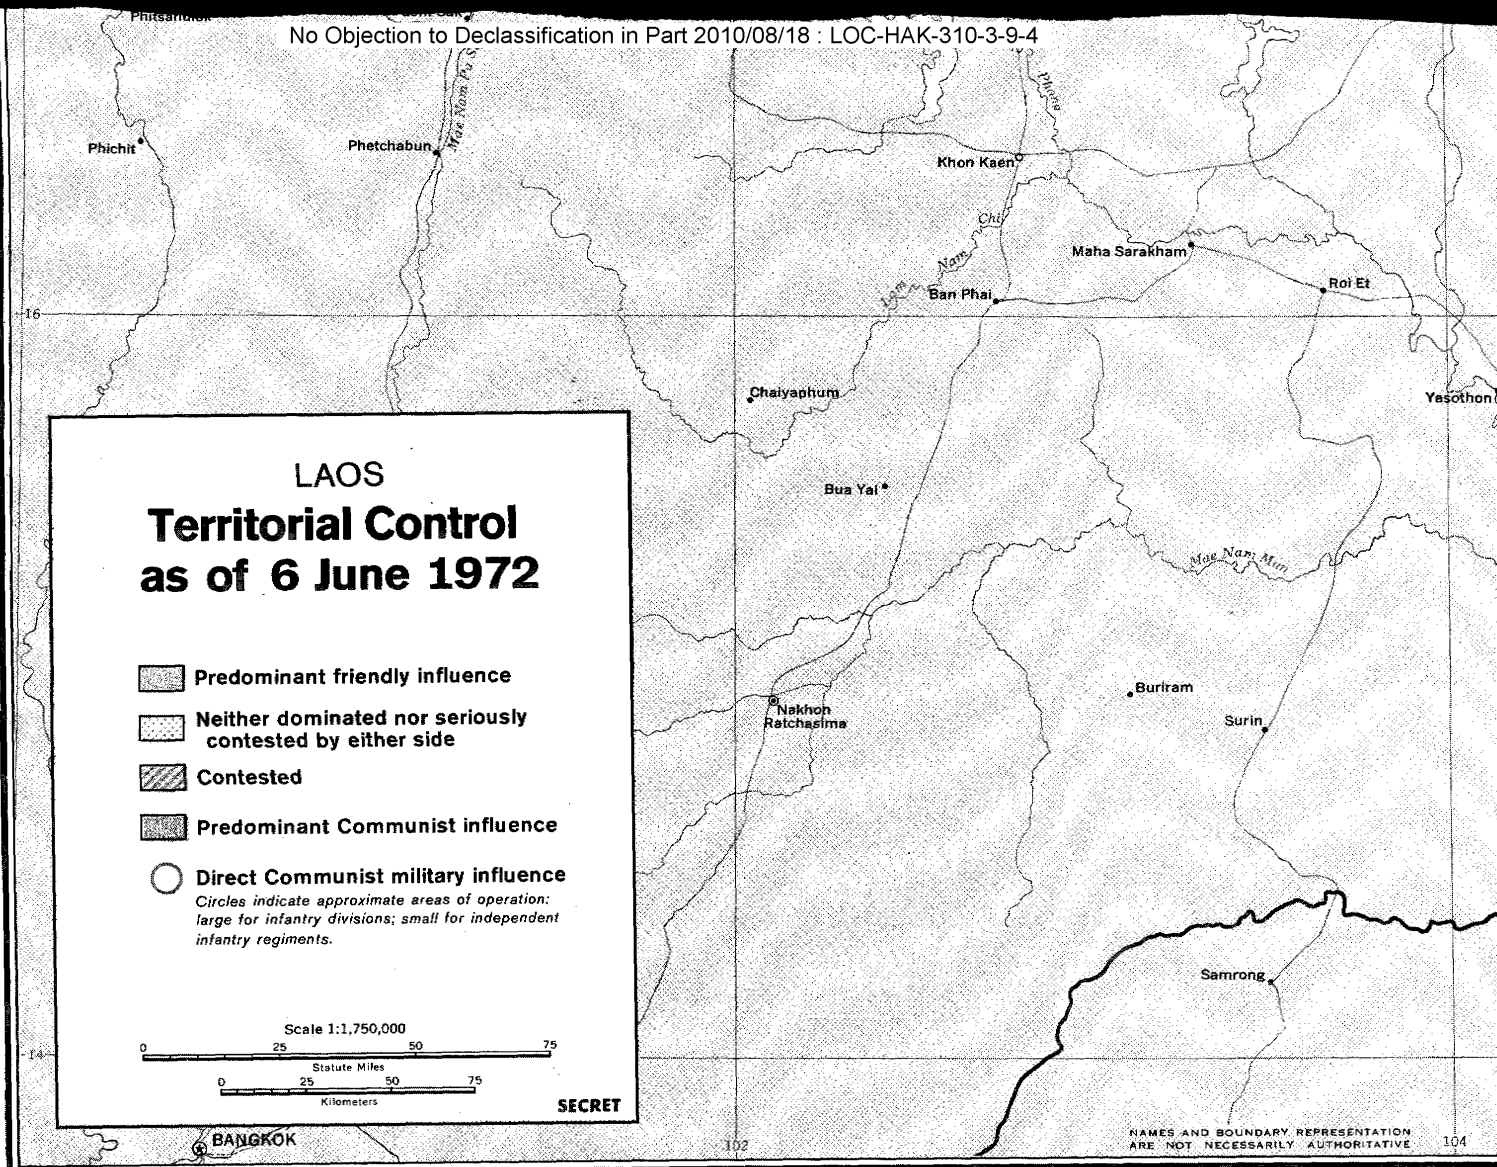 Phitsanulok
No Objection to Declassification in Part 2010/08/18 : LOC-HAK-310-3-9-4
Mae Nam Pa S
Phong
Phichit
Phetchabun
Khon Kaen
Lam Nam Chi
Maha Sarakham
Ban Phai
Roi Et
16
Chaiyaphum
Yasothon
Bua Yai
Mae Nam Mun
LAOS
Territorial Control
as of 6 June 1972
Predominant friendly influence
Neither dominated nor seriously
contested by either side
Contested
Predominant Communist influence
Direct Communist military influence
Circles indicate approximate areas of operation:
large for infantry divisions; small for independent
infantry regiments.
Buriram
Nakhon
Ratchasima
Surin
Samrong
Scale 1:1,750,000
0 25 50 75
Statute Miles
0 25 50 75
Kilometers
SECRET
14
BANGKOK
102
NAMES AND BOUNDARY REPRESENTATION
ARE NOT NECESSARILY AUTHORITATIVE
104